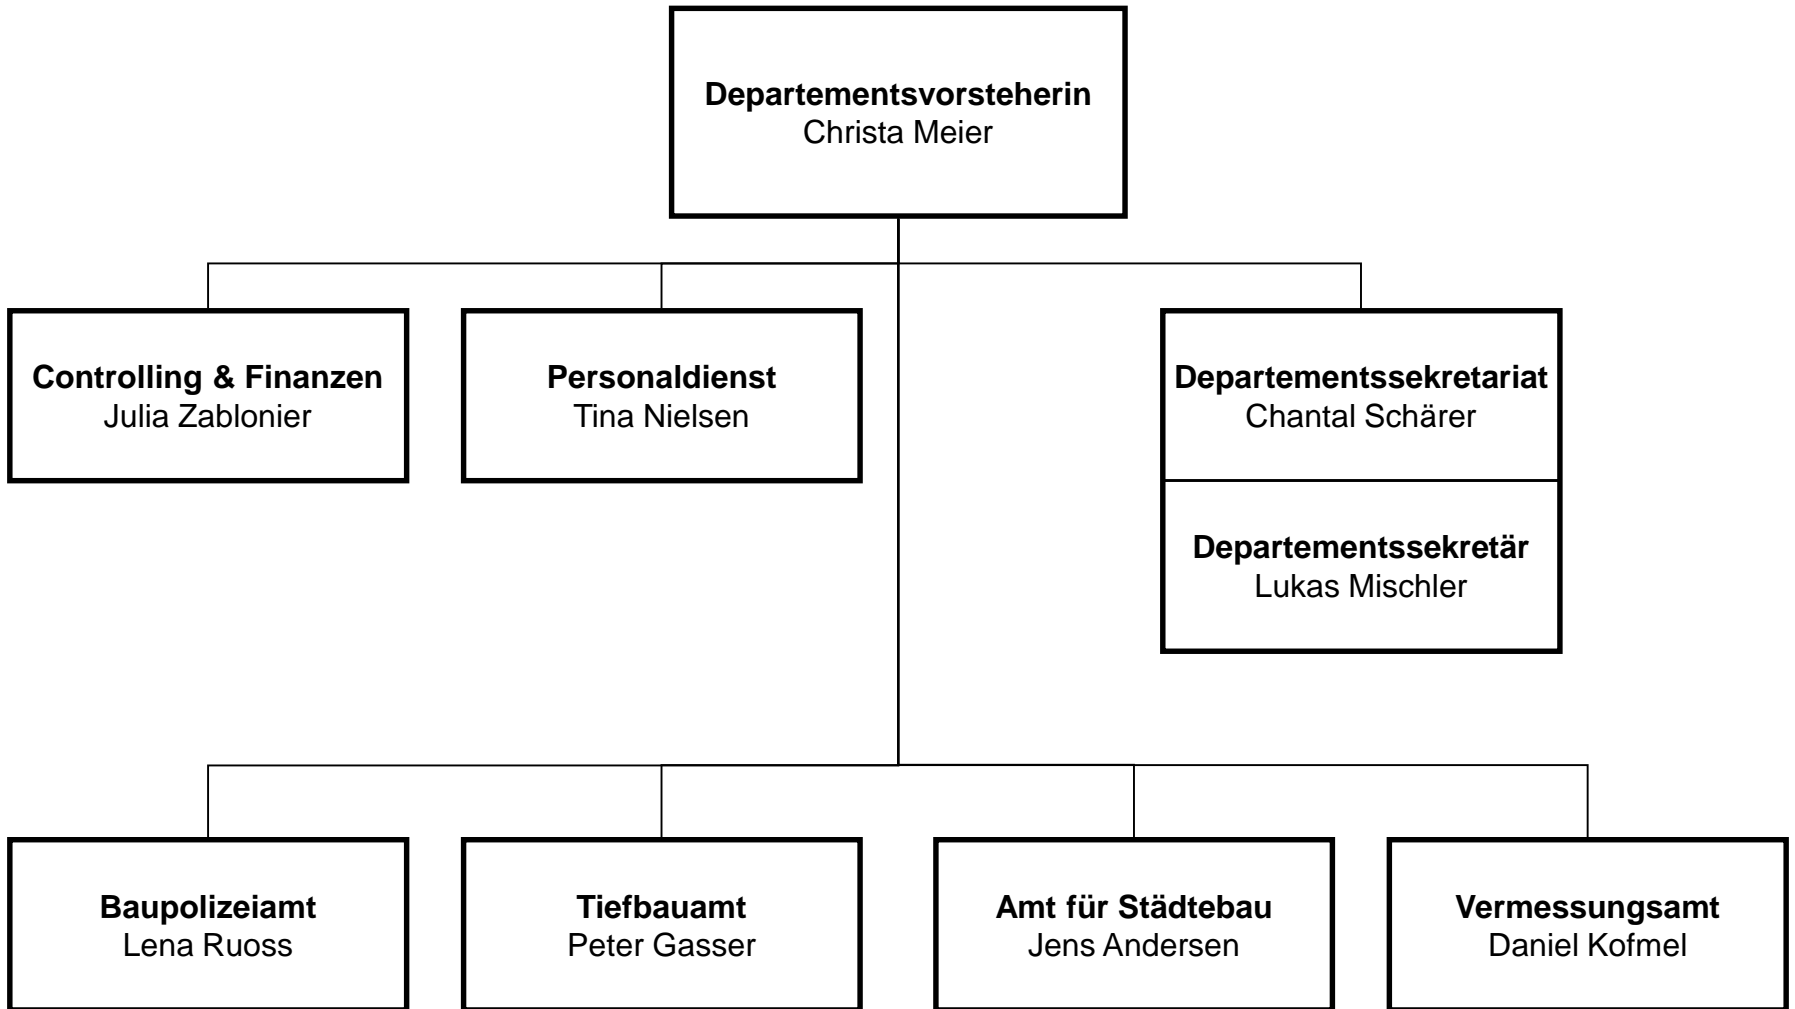 Departementsvorsteherin
Christa Meier
Controlling & Finanzen
Julia Zablonier
Personaldienst
Tina Nielsen
Departementssekretariat
Chantal Schärer
Departementssekretär
Lukas Mischler
Baupolizeiamt
Lena Ruoss
Tiefbauamt
Peter Gasser
Amt für Städtebau
Jens Andersen
Vermessungsamt
Daniel Kofmel